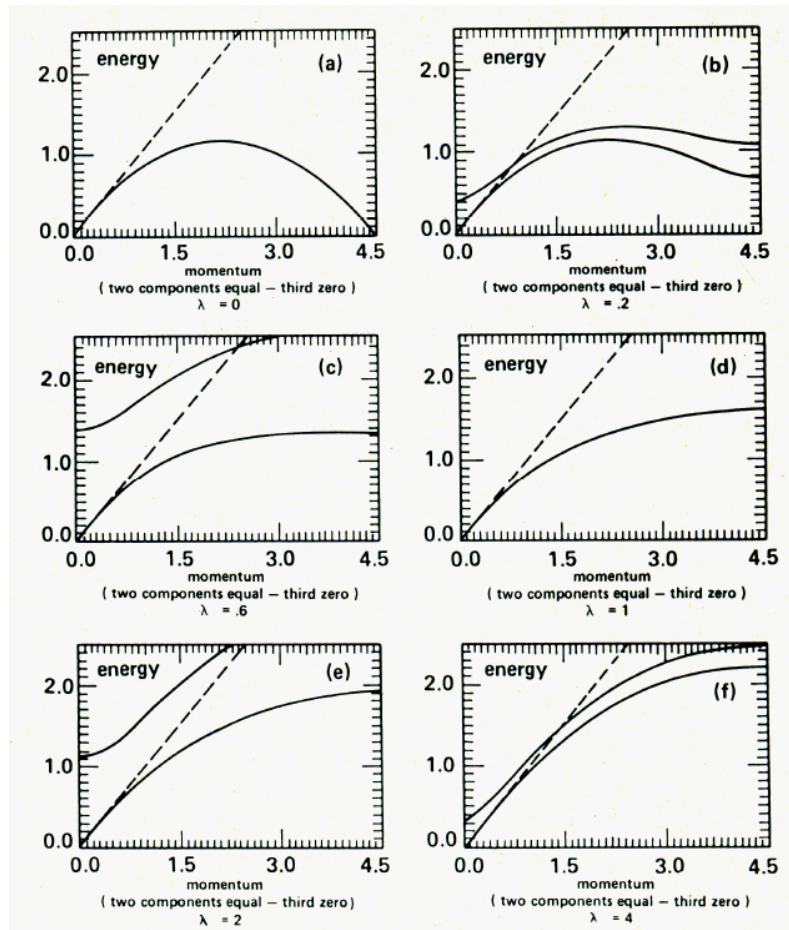 energy (a)
2.0
1.0
0.0
0.0 1.5 3.0 4.5
momentum
( two components equal – third zero )
λ = 0
energy (b)
2.0
1.0
0.0
0.0 1.5 3.0 4.5
momentum
( two components equal – third zero )
λ = .2
energy (c)
2.0
1.0
0.0
0.0 1.5 3.0 4.5
momentum
( two components equal – third zero )
λ = .6
energy (d)
2.0
1.0
0.0
0.0 1.5 3.0 4.5
momentum
( two components equal – third zero )
λ = 1
energy (e)
2.0
1.0
0.0
0.0 1.5 3.0 4.5
momentum
( two components equal – third zero)
λ = 2
energy
(f)
2.0
1.0
0.0
0.0 1.5 3.0 4.5
momentum
( two components equal – third zero )
λ = 4